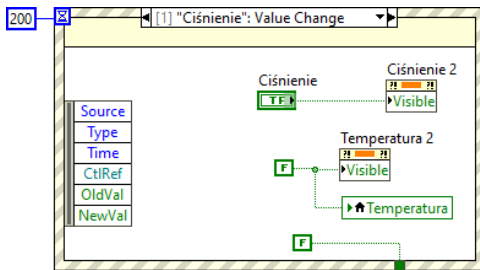 200
[1] "Ciśnienie": Value Change
Ciśnienie
TF
Ciśnienie 2
?! ?!
Visible
Source
Type
Time
CtlRef
OldVal
NewVal
Temperatura 2
?! ?!
F
Visible
Temperatura
F